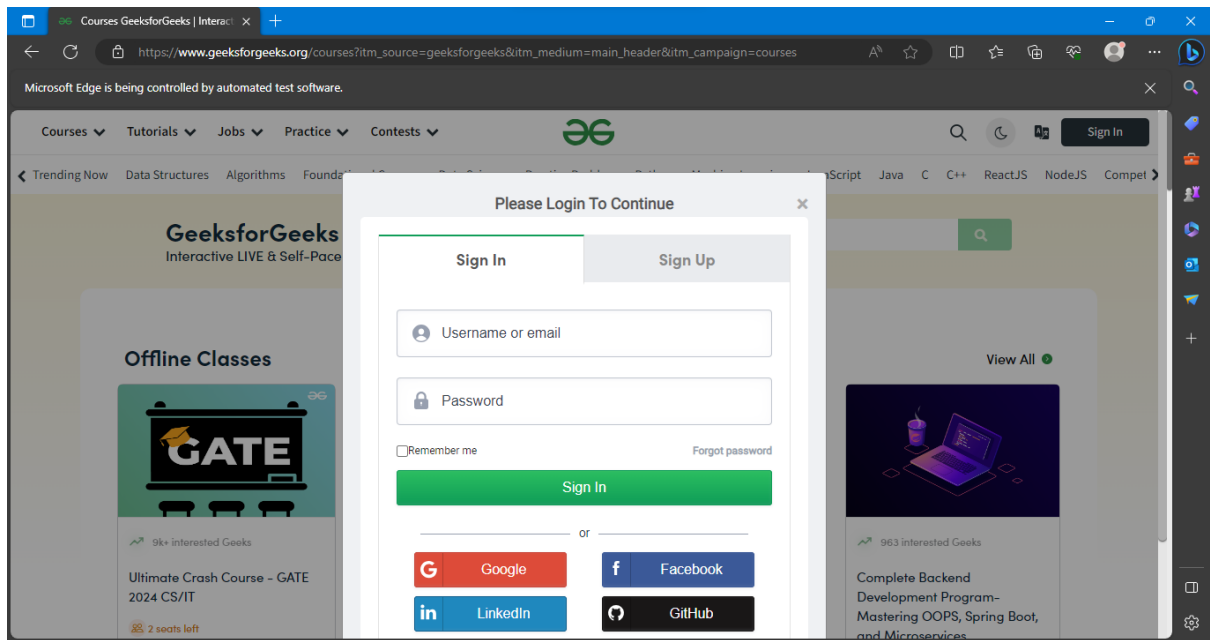 Courses GeeksforGeeks | Interact
https://www.geeksforgeeks.org/courses?itm_source=geeksforgeeks&itm_medium=main_header&itm_campaign=courses
Microsoft Edge is being controlled by automated test software.
Courses Tutorials Jobs Practice Contests Sign In
Trending Now Data Structures Algorithms Script Java C C++ ReactJS NodeJS Compet
Please Login To Continue
GeeksforGeeks
Interactive LIVE & Self-Pace
Sign In Sign Up
Username or email
Offline Classes View All
Password
Remember me Forgot password
GATE
Sign In
or
9k+ interested Geeks 963 interested Geeks
G Google f Facebook
Ultimate Crash Course - GATE Complete Backend
2024 CS/IT Development Program-
in LinkedIn GitHub Mastering OOPS, Spring Boot,
2 seats left and Microservices